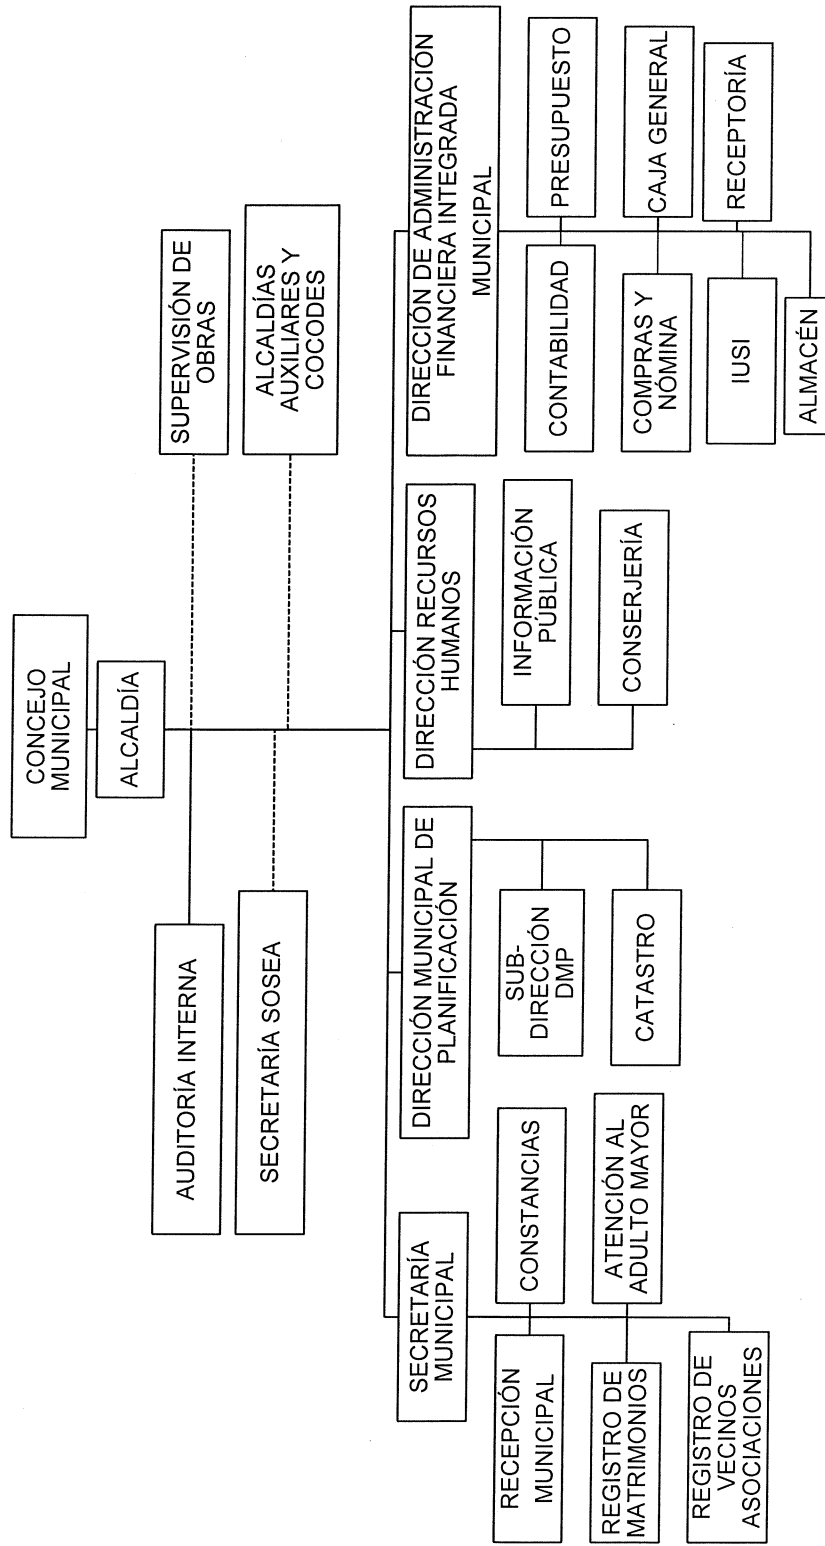 CONCEJO
MUNICIPAL
ALCALDÍA
AUDITORÍA INTERNA
SUPERVISIÓN DE
OBRAS
SECRETARÍA SOSEA
ALCALDÍAS
AUXILIARES Y
COCODES
SECRETARÍA
MUNICIPAL
RECEPCIÓN
MUNICIPAL
CONSTANCIAS
REGISTRO DE
MATRIMONIOS
ATENCIÓN AL
ADULTO MAYOR
REGISTRO DE
VECINOS
ASOCIACIONES
DIRECCIÓN MUNICIPAL DE
PLANIFICACIÓN
SUB-
DIRECCIÓN
DMP
CATASTRO
DIRECCIÓN RECURSOS
HUMANOS
INFORMACIÓN
PÚBLICA
CONSERJERÍA
DIRECCIÓN DE ADMINISTRACIÓN
FINANCIERA INTEGRADA
MUNICIPAL
CONTABILIDAD
PRESUPUESTO
COMPRAS Y
NÓMINA
CAJA GENERAL
IUSI
RECEPTORÍA
ALMACÉN